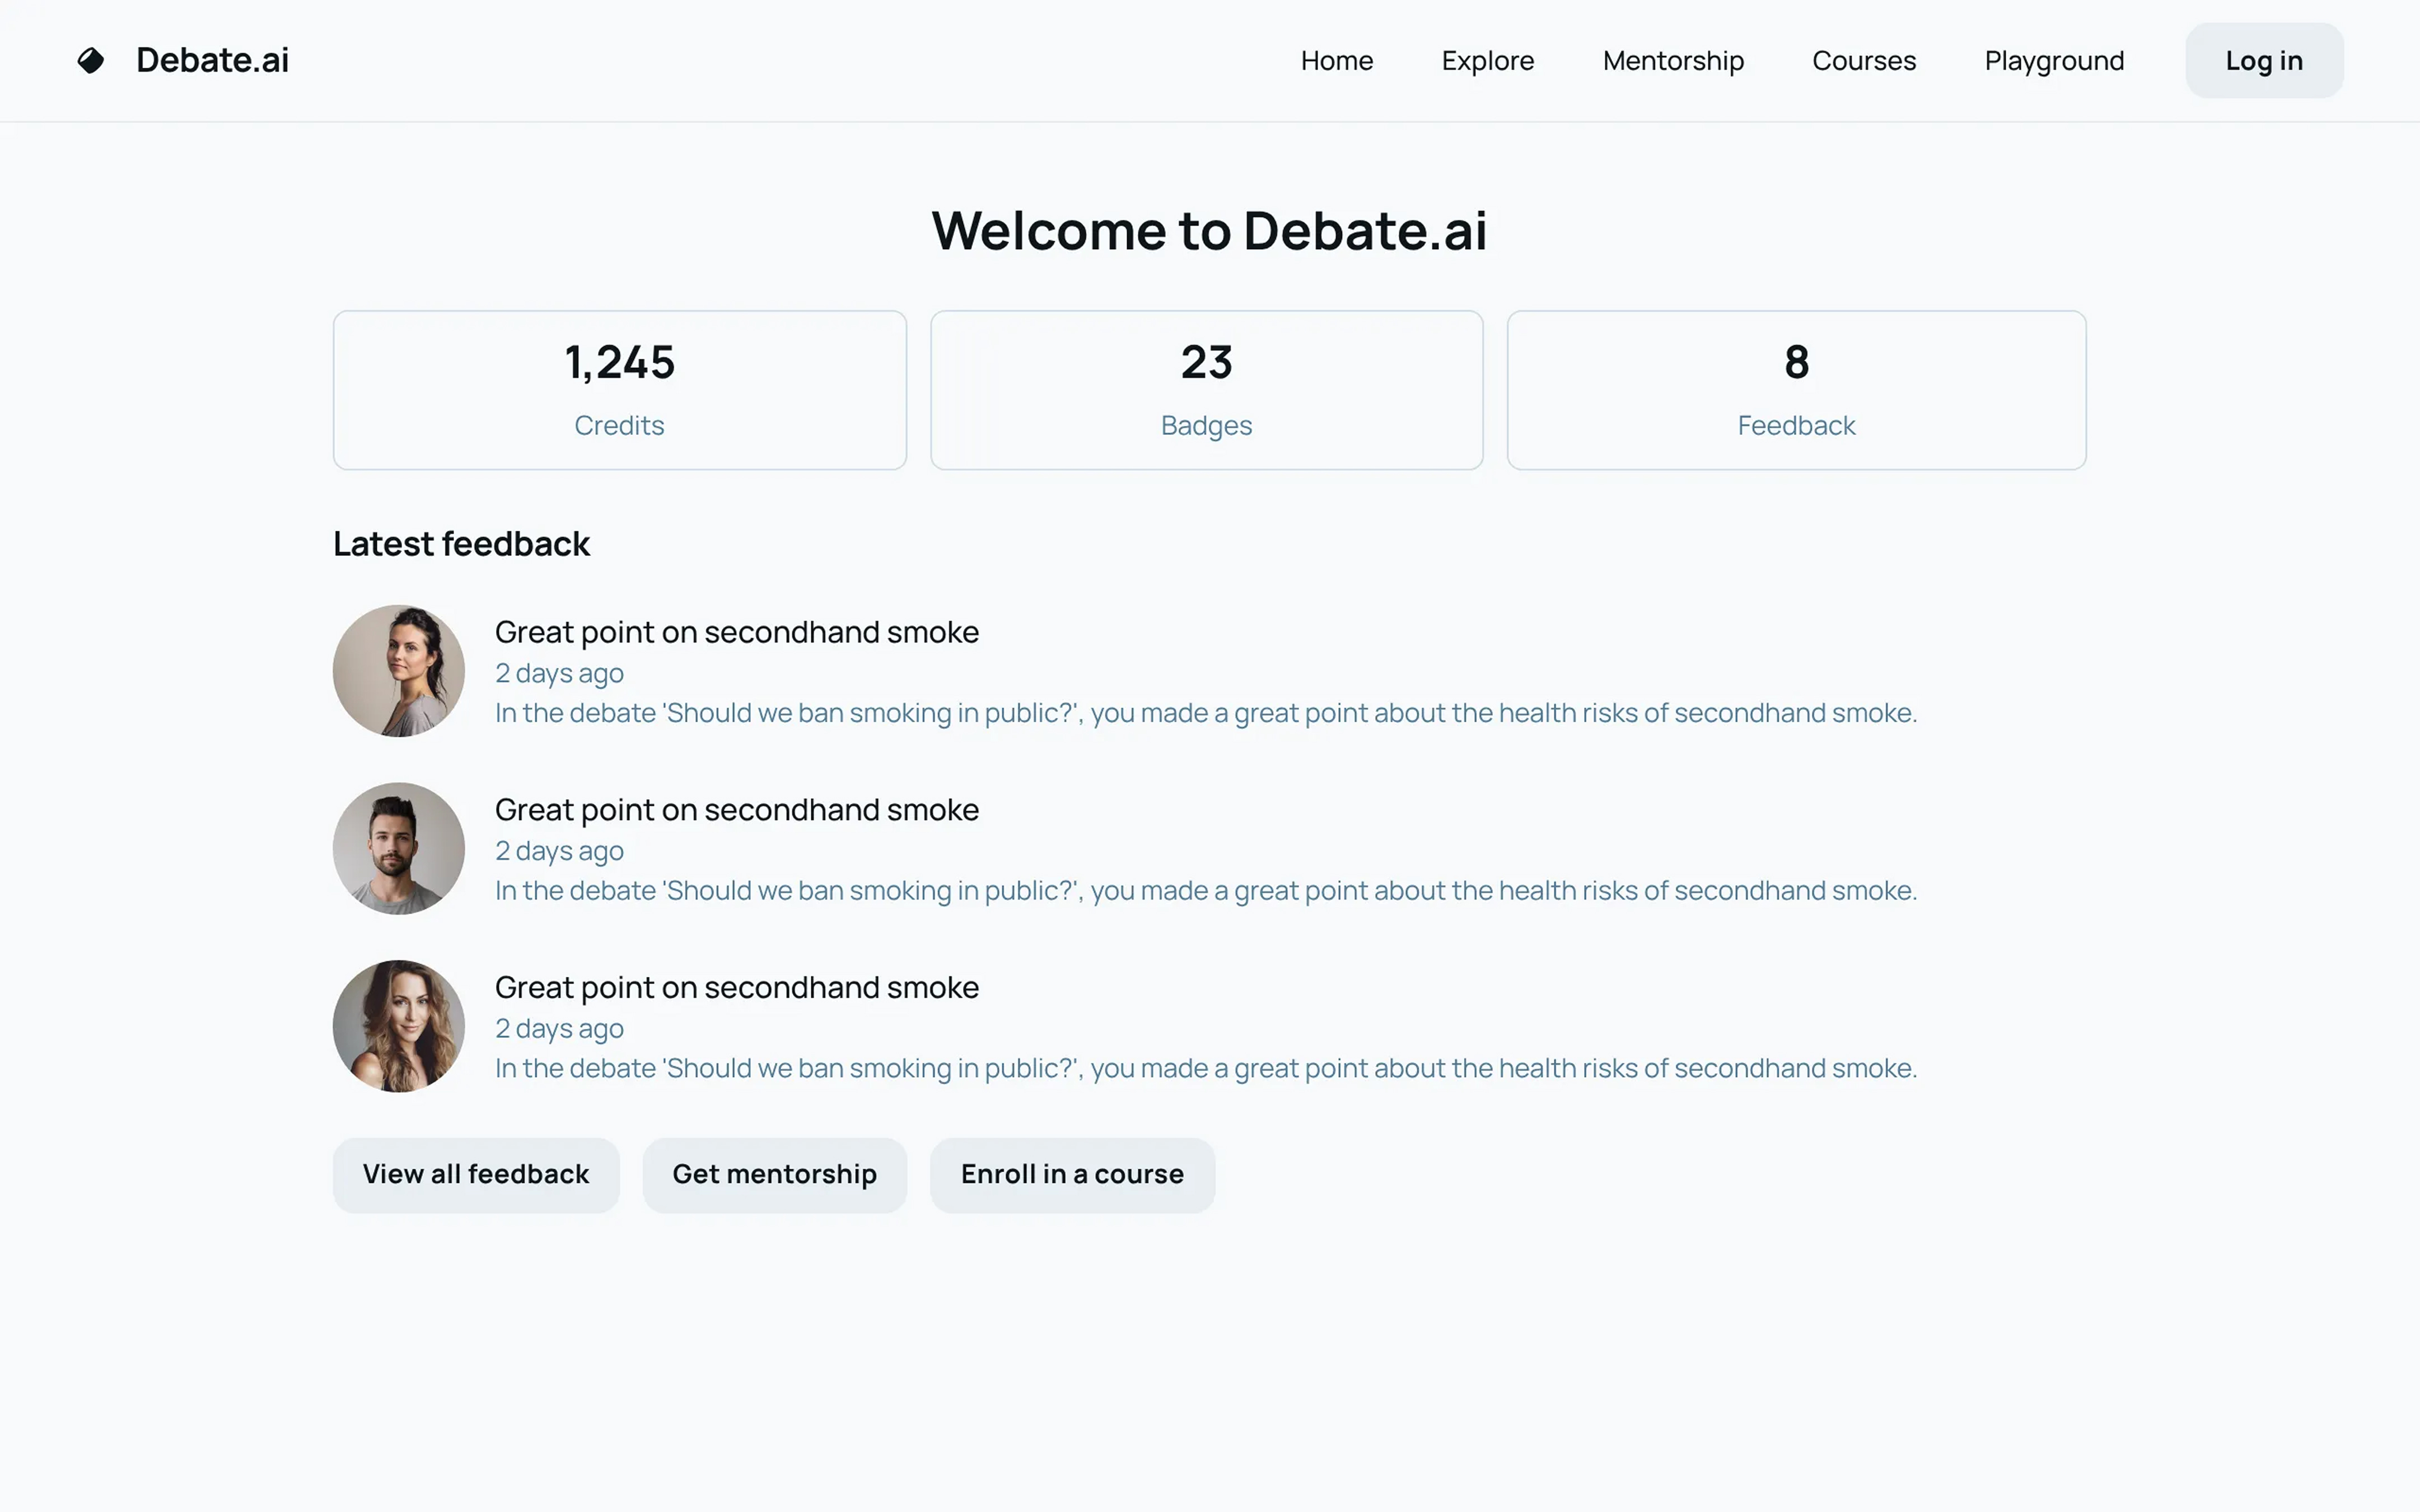 Debate.ai
Home Explore Mentorship Courses Playground Log in
Welcome to Debate.ai
1,245 23 8
Credits Badges Feedback
Latest feedback
Great point on secondhand smoke
2 days ago
In the debate 'Should we ban smoking in public?', you made a great point about the health risks of secondhand smoke.
Great point on secondhand smoke
2 days ago
In the debate 'Should we ban smoking in public?', you made a great point about the health risks of secondhand smoke.
Great point on secondhand smoke
2 days ago
In the debate 'Should we ban smoking in public?', you made a great point about the health risks of secondhand smoke.
View all feedback Get mentorship Enroll in a course